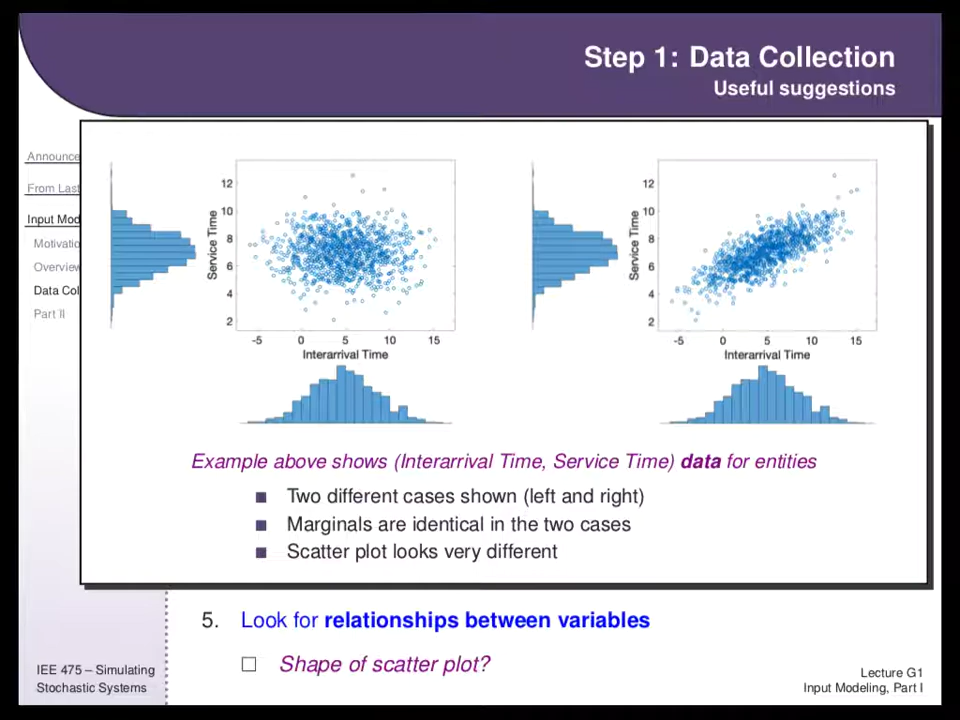 Step 1: Data Collection
Useful suggestions
Announce
From Last
Input Mod
Motivatio
Overview
Data Col
Part II
12
10
8
6
4
2
Service Time
-5 0 5 10 15
Interarrival Time
12
10
8
6
4
2
Service Time
-5 0 5 10 15
Interarrival Time
Example above shows (Interarrival Time, Service Time) data for entities
Two different cases shown (left and right)
Marginals are identical in the two cases
Scatter plot looks very different
5. Look for relationships between variables
Shape of scatter plot?
IEE 475 – Simulating
Stochastic Systems
Lecture G1
Input Modeling, Part I